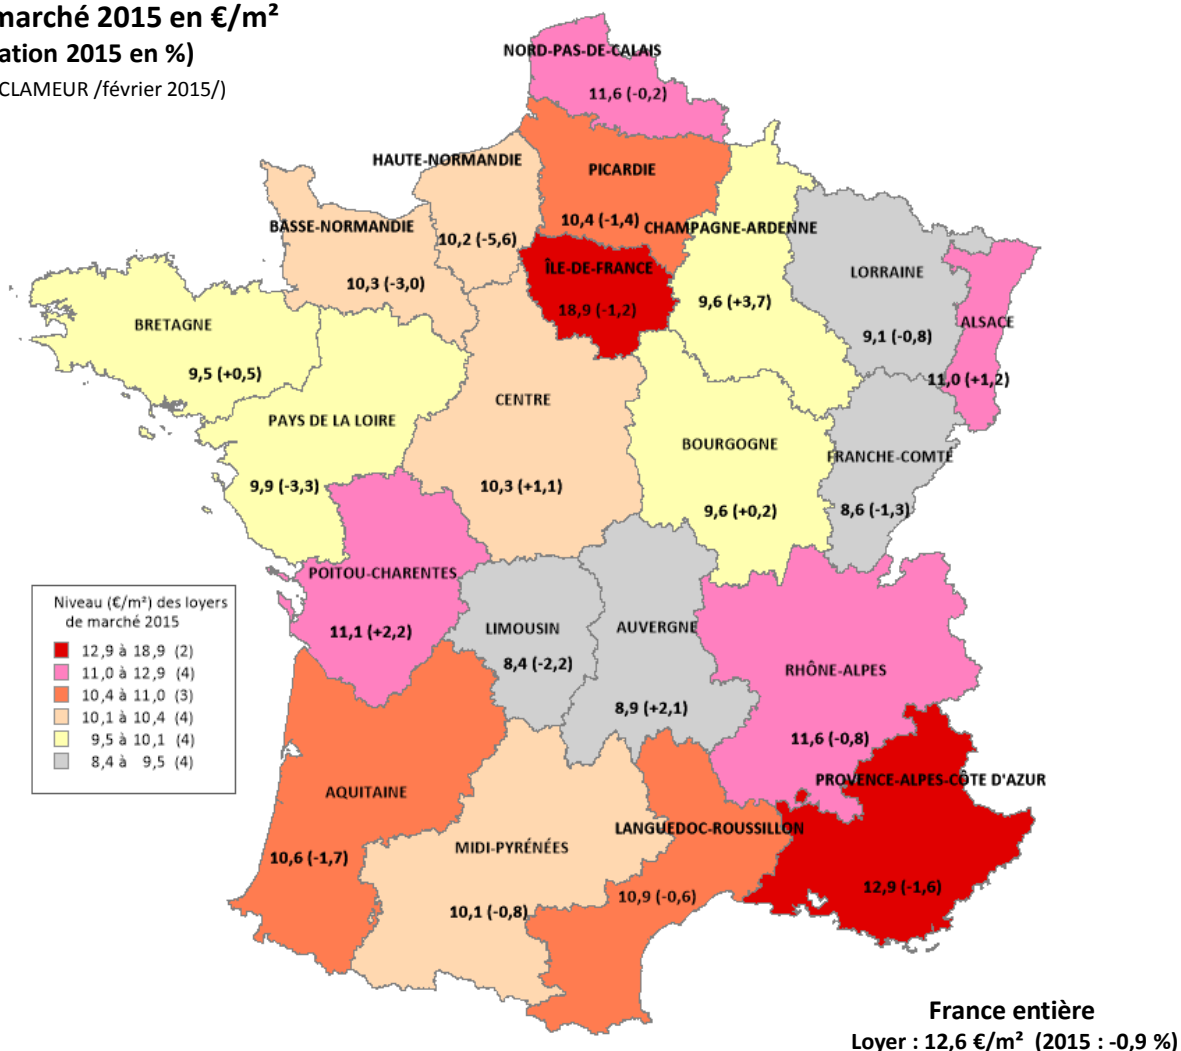 marché 2015 en €/m²
ation 2015 en %)
CLAMEUR /février 2015/)
NORD-PAS-DE-CALAIS
11,6 (-0,2)
HAUTE-NORMANDIE
10,2 (-5,6)
PICARDIE
10,4 (-1,4)
BASSE-NORMANDIE
10,3 (-3,0)
CHAMPAGNE-ARDENNE
9,6 (+3,7)
ÎLE-DE-FRANCE
18,9 (-1,2)
LORRAINE
9,1 (-0,8)
ALSACE
11,0 (+1,2)
BRETAGNE
9,5 (+0,5)
PAYS DE LA LOIRE
9,9 (-3,3)
CENTRE
10,3 (+1,1)
BOURGOGNE
9,6 (+0,2)
FRANCHE-COMTÉ
8,6 (-1,3)
POITOU-CHARENTES
11,1 (+2,2)
LIMOUSIN
8,4 (-2,2)
AUVERGNE
8,9 (+2,1)
RHÔNE-ALPES
11,6 (-0,8)
AQUITAINE
10,6 (-1,7)
MIDI-PYRÉNÉES
10,1 (-0,8)
LANGUEDOC-ROUSSILLON
10,9 (-0,6)
PROVENCE-ALPES-CÔTE D'AZUR
12,9 (-1,6)
Niveau (€/m²) des loyers
de marché 2015
12,9 à 18,9 (2)
11,0 à 12,9 (4)
10,4 à 11,0 (3)
10,1 à 10,4 (4)
9,5 à 10,1 (4)
8,4 à 9,5 (4)
France entière
Loyer : 12,6 €/m² (2015 : -0,9 %)